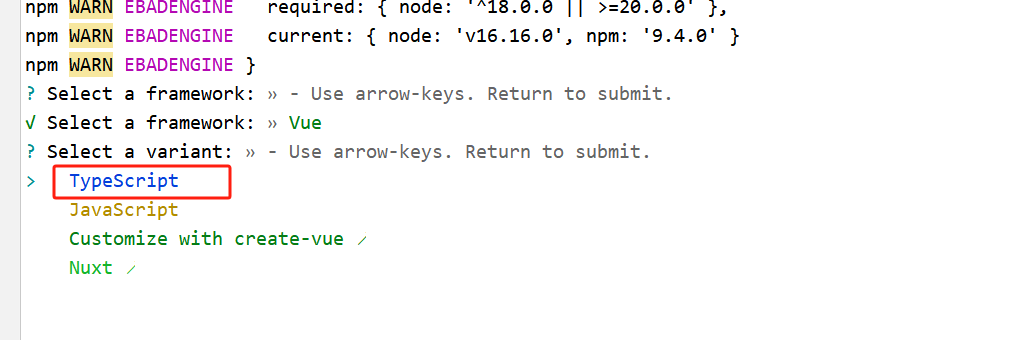 npm WARN EBADENGINE   required: { node: '^18.0.0 || >=20.0.0' },
npm WARN EBADENGINE   current: { node: 'v16.16.0', npm: '9.4.0' }
npm WARN EBADENGINE }
? Select a framework: » - Use arrow-keys. Return to submit.
√ Select a framework: » Vue
? Select a variant: » - Use arrow-keys. Return to submit.
>   TypeScript
    JavaScript
    Customize with create-vue ↗
    Nuxt ↗